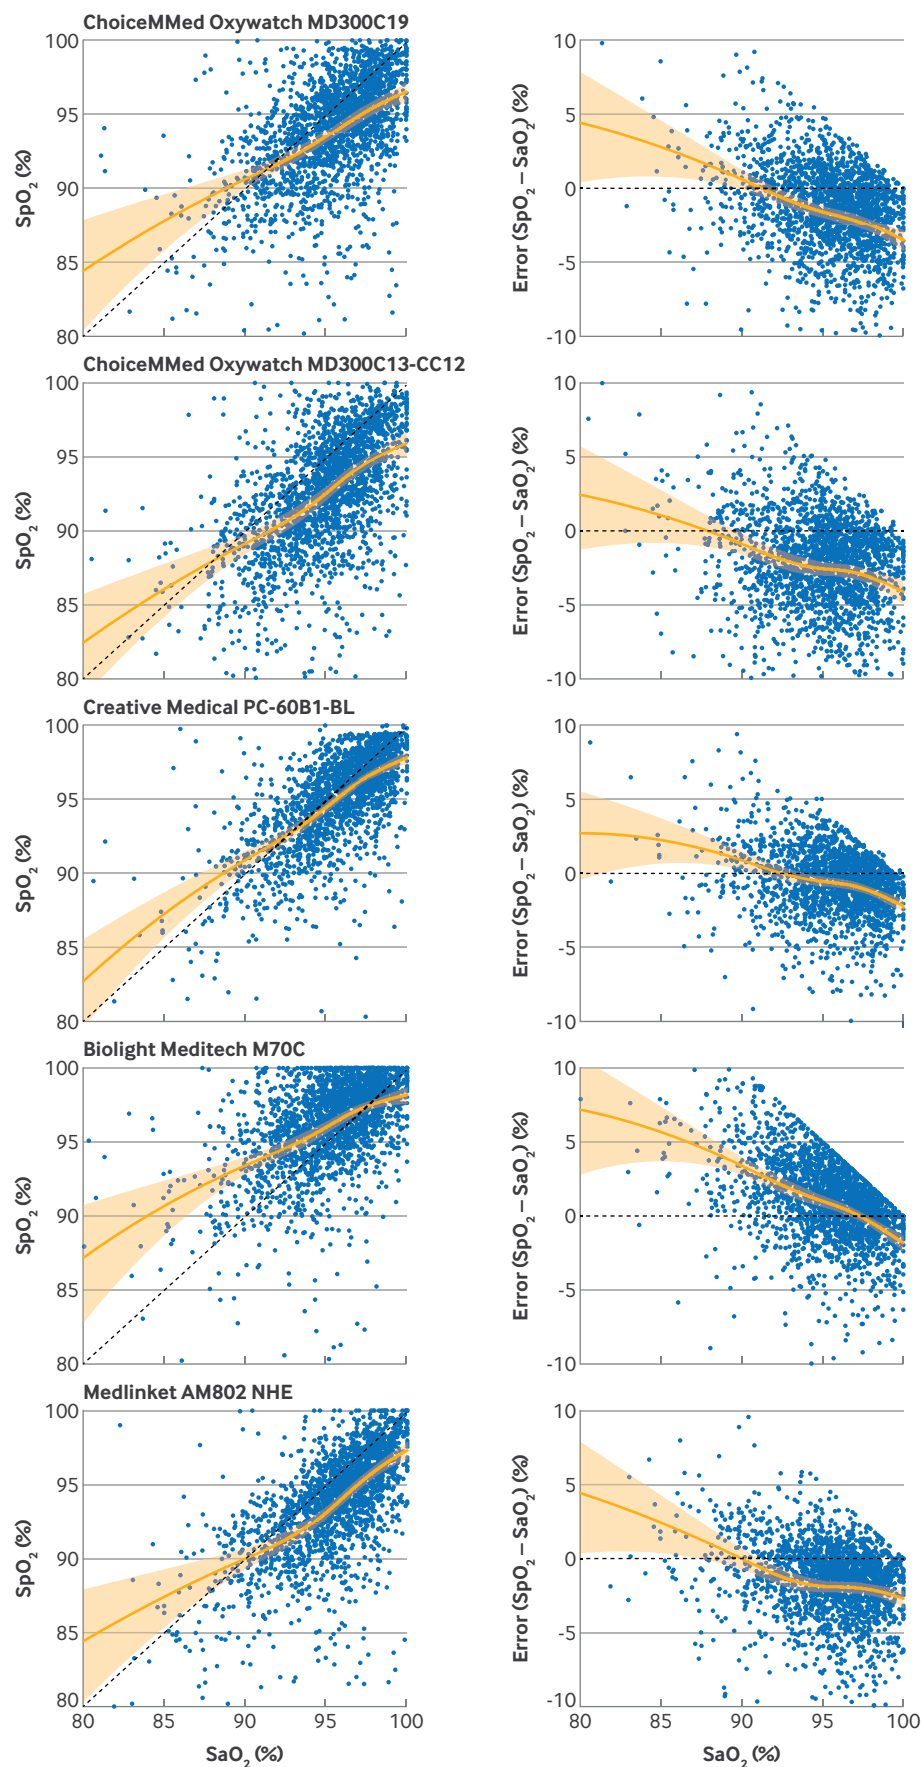 ChoiceMMed Oxywatch MD300C19
SpO₂ (%)
100
95
90
85
80
Error (SpO₂ – SaO₂) (%)
10
5
0
-5
-10
ChoiceMMed Oxywatch MD300C13-CC12
SpO₂ (%)
100
95
90
85
80
Error (SpO₂ – SaO₂) (%)
10
5
0
-5
-10
Creative Medical PC-60B1-BL
SpO₂ (%)
100
95
90
85
80
Error (SpO₂ – SaO₂) (%)
10
5
0
-5
-10
Biolight Meditech M70C
SpO₂ (%)
100
95
90
85
80
Error (SpO₂ – SaO₂) (%)
10
5
0
-5
-10
Medlinket AM802 NHE
SpO₂ (%)
100
95
90
85
80
80 85 90 95 100
SaO₂ (%)
Error (SpO₂ – SaO₂) (%)
10
5
0
-5
-10
80 85 90 95 100
SaO₂ (%)